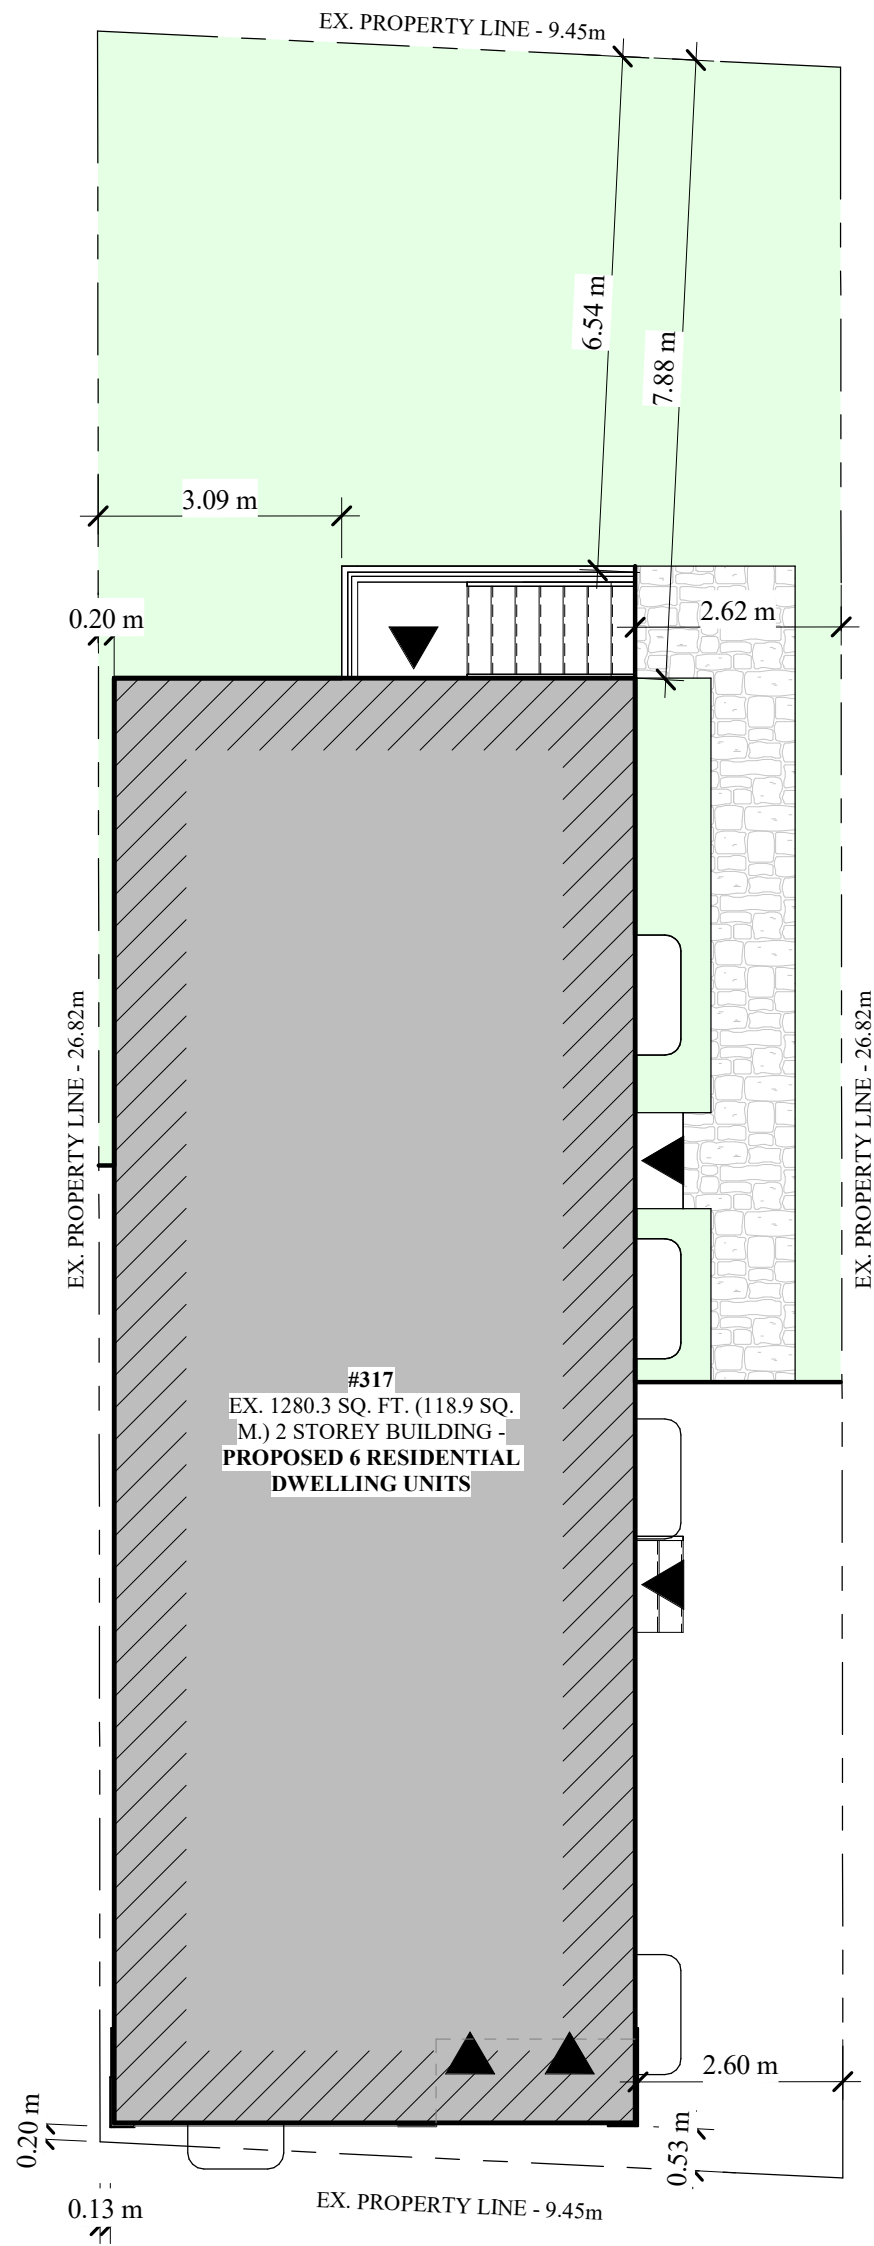 EX. PROPERTY LINE - 9.45m
6.54 m
7.88 m
3.09 m
0.20 m
2.62 m
EX. PROPERTY LINE - 26.82m
EX. PROPERTY LINE - 26.82m
#317
EX. 1280.3 SQ. FT. (118.9 SQ.
M.) 2 STOREY BUILDING -
PROPOSED 6 RESIDENTIAL
DWELLING UNITS
2.60 m
0.20 m
0.53 m
0.13 m
EX. PROPERTY LINE - 9.45m